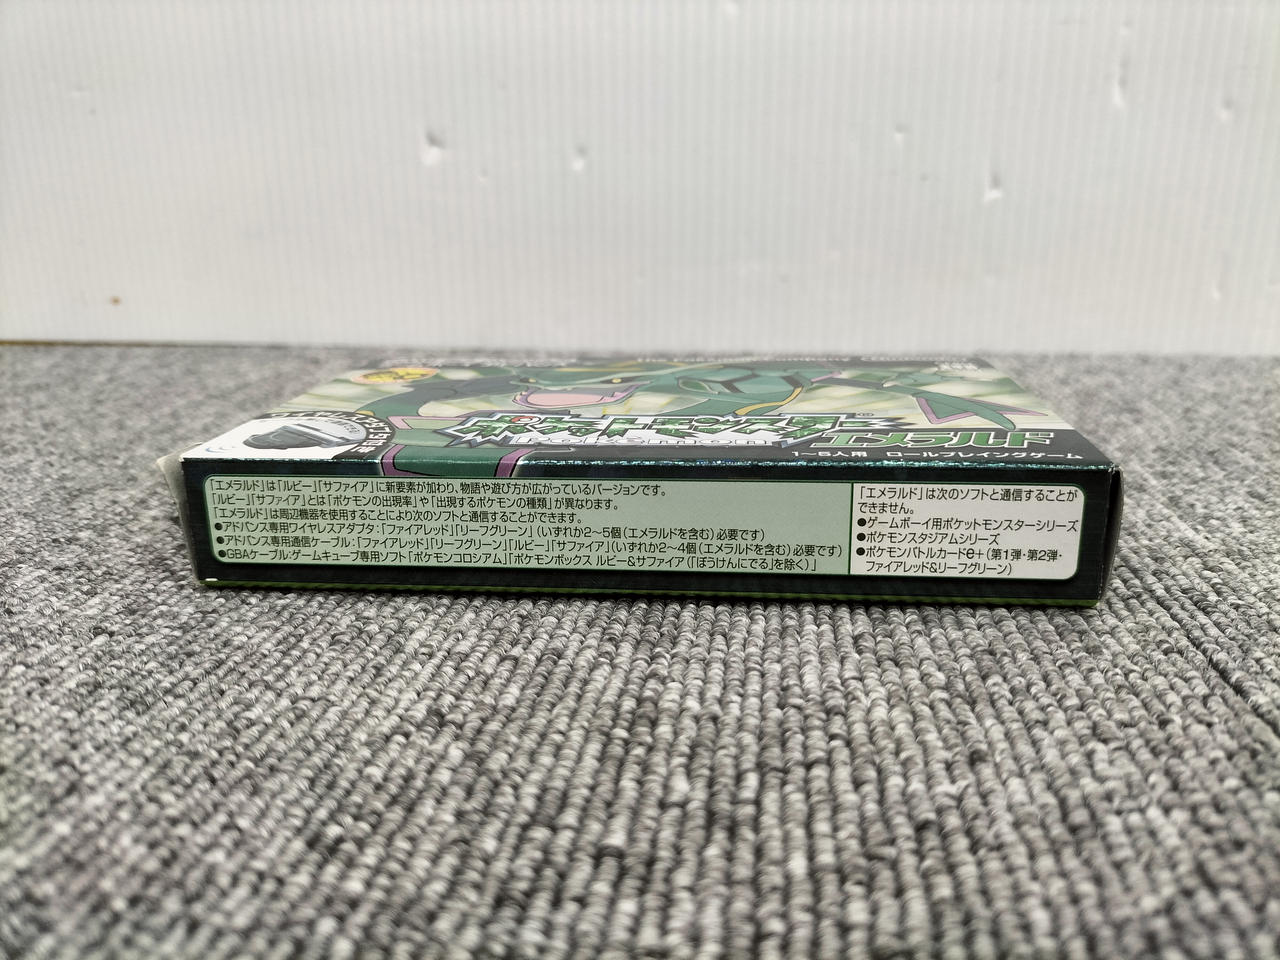 ポケットモンスター
エメラルド
1〜5人用 ロールプレイングゲーム
「エメラルド」は「ルビー」「サファイア」に新要素が加わり、物語や遊び方が広がっているバージョンです。
「ルビー」「サファイア」とは「ポケモンの出現率」や「出現するポケモンの種類」が異なります。
「エメラルド」は周辺機器を使用することにより次のソフトと通信することができます。
●アドバンス専用ワイヤレスアダプタ:「ファイアレッド」「リーフグリーン」(いずれか2〜5個(エメラルドを含む)必要です)
●アドバンス専用通信ケーブル:「ファイアレッド」「リーフグリーン」「ルビー」「サファイア」(いずれか2〜4個(エメラルドを含む)必要です)
●GBAケーブル:ゲームキューブ専用ソフト「ポケモンコロシアム」「ポケモンボックス ルビー&サファイア(「ぼうけんにでる」を除く)」
「エメラルド」は次のソフトと通信することが
できません。
●ゲームボーイ用ポケットモンスターシリーズ
●ポケモンスタジアムシリーズ
●ポケモンバトルカードe+(第1弾・第2弾・
ファイアレッド&リーフグリーン)